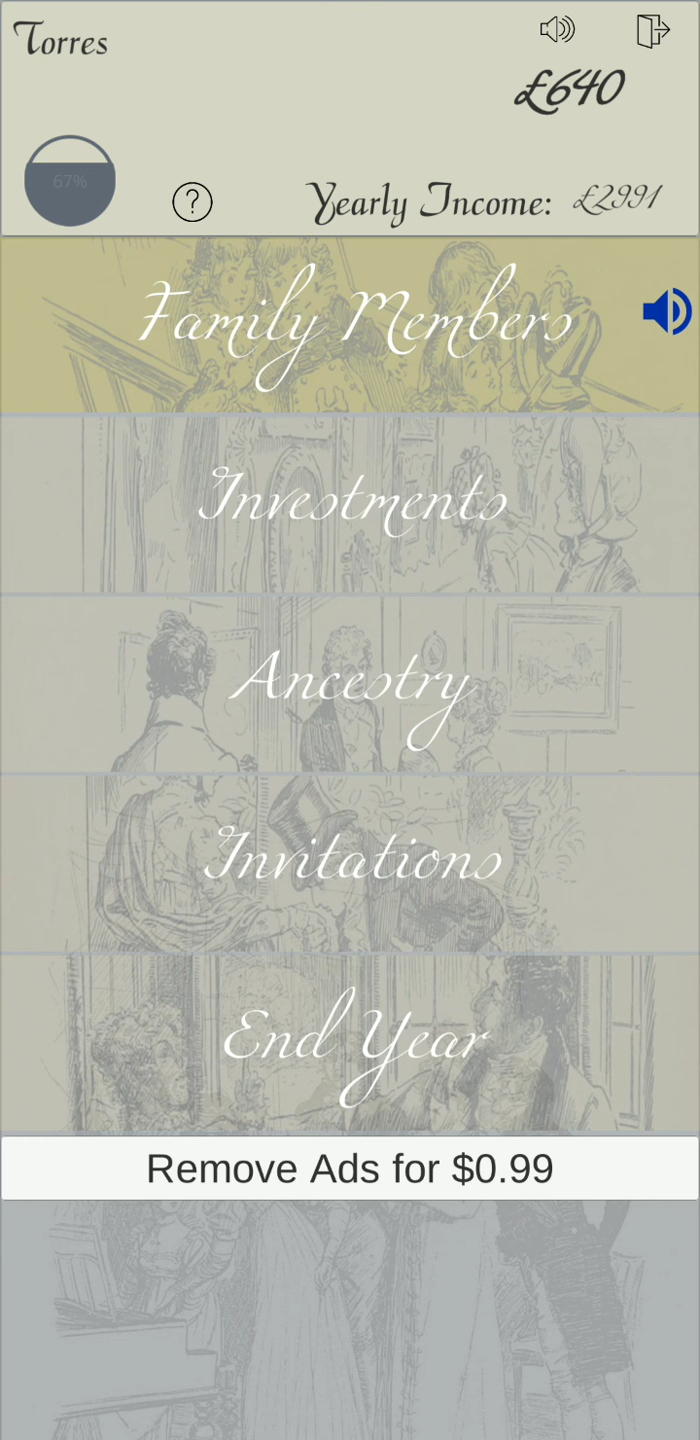 Torres
£640
67%
?
Yearly Income: £2991
Family Members
Investments
Ancestry
Invitations
End Year
Remove Ads for $0.99